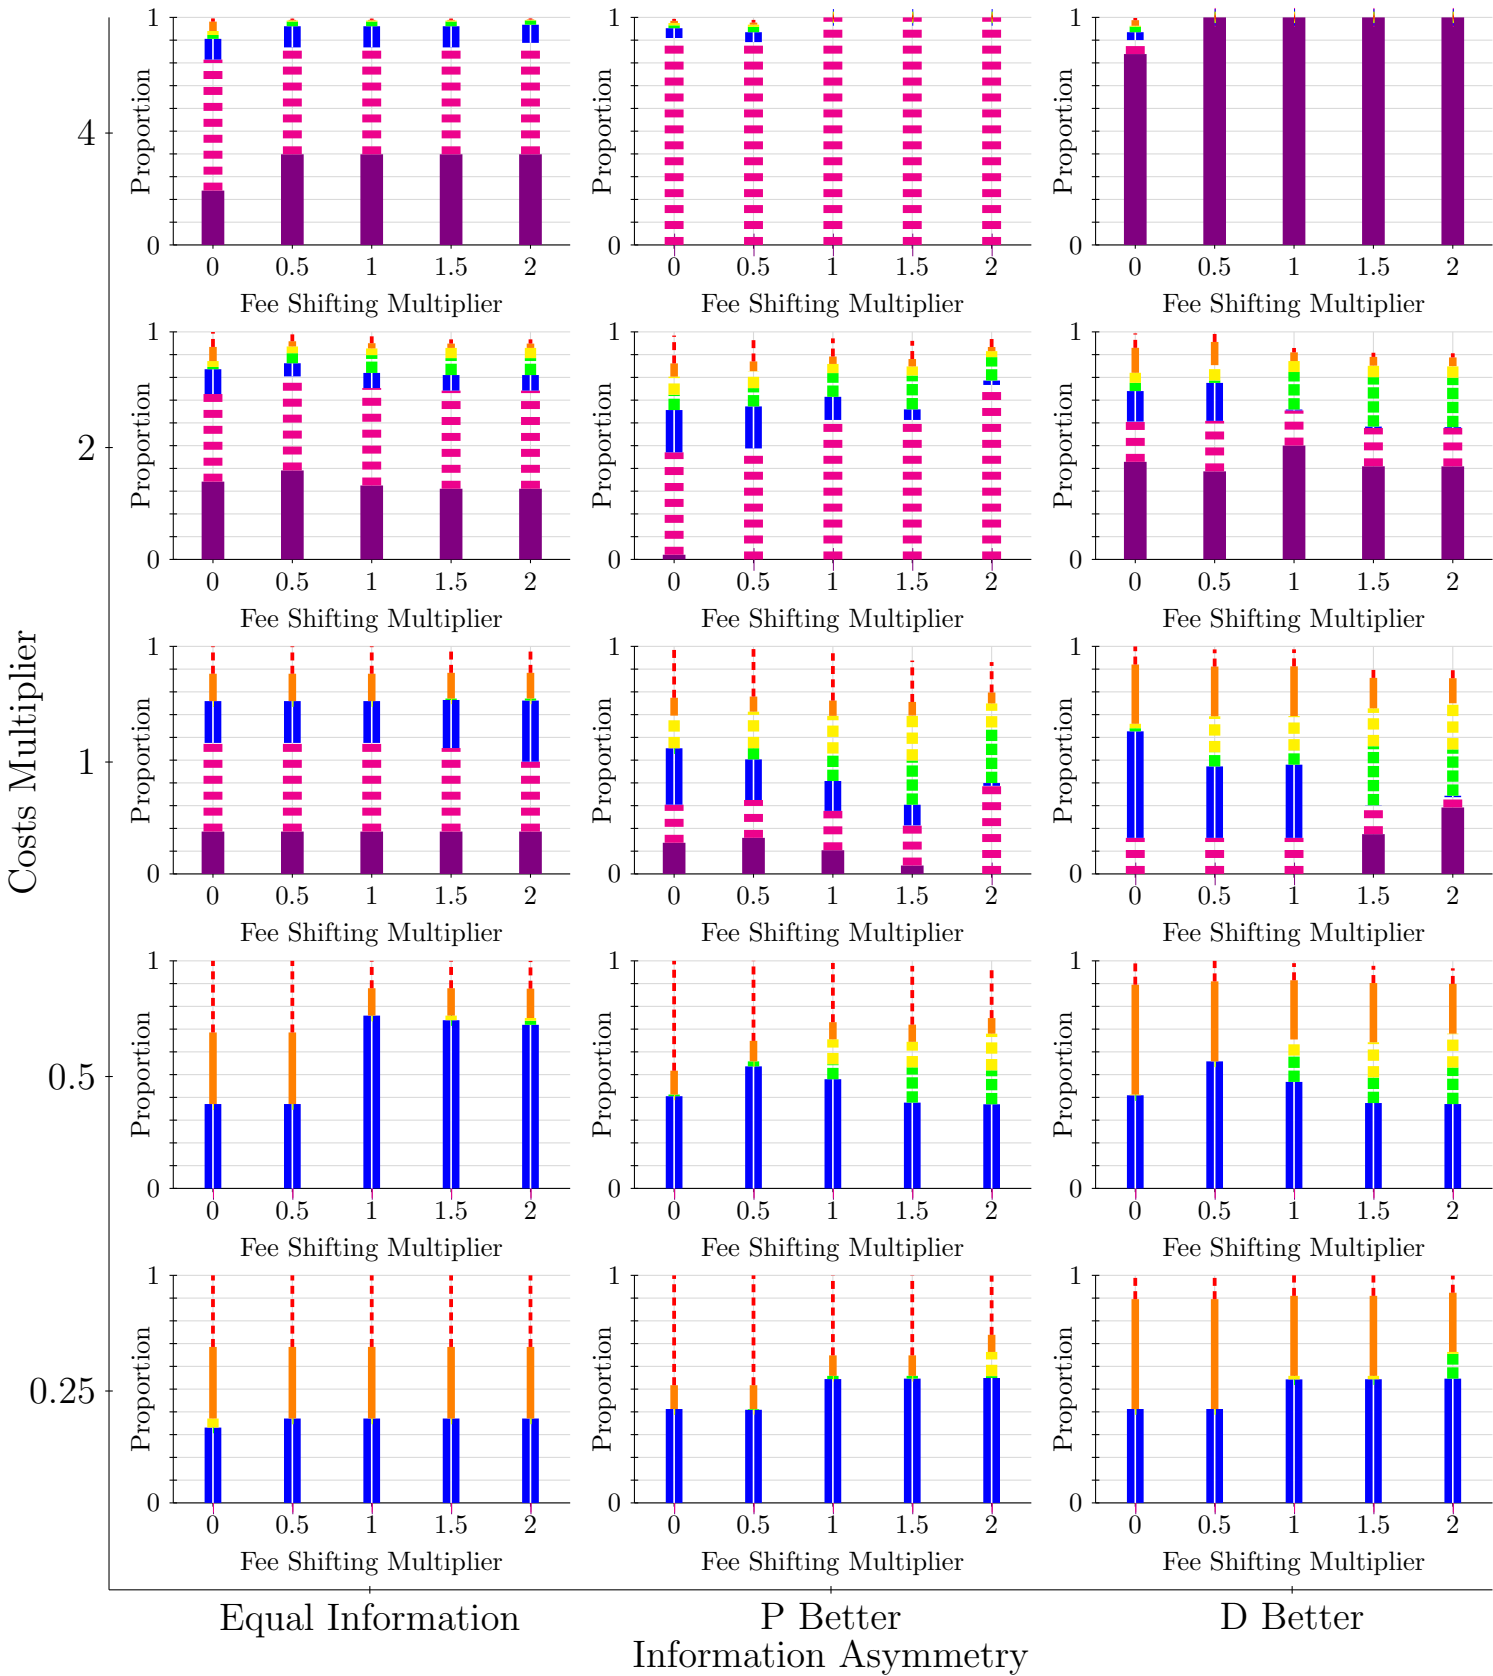 1 1 1
Proportion Proportion Proportion
4
0 0 0
0 0.5 1 1.5 2 0 0.5 1 1.5 2 0 0.5 1 1.5 2
Fee Shifting Multiplier Fee Shifting Multiplier Fee Shifting Multiplier
1 1 1
Proportion Proportion Proportion
2
0 0 0
0 0.5 1 1.5 2 0 0.5 1 1.5 2 0 0.5 1 1.5 2
Fee Shifting Multiplier Fee Shifting Multiplier Fee Shifting Multiplier
Costs Multiplier
1 1 1
Proportion Proportion Proportion
1
0 0 0
0 0.5 1 1.5 2 0 0.5 1 1.5 2 0 0.5 1 1.5 2
Fee Shifting Multiplier Fee Shifting Multiplier Fee Shifting Multiplier
1 1 1
Proportion Proportion Proportion
0.5
0 0 0
0 0.5 1 1.5 2 0 0.5 1 1.5 2 0 0.5 1 1.5 2
Fee Shifting Multiplier Fee Shifting Multiplier Fee Shifting Multiplier
1 1 1
Proportion Proportion Proportion
0.25
0 0 0
0 0.5 1 1.5 2 0 0.5 1 1.5 2 0 0.5 1 1.5 2
Fee Shifting Multiplier Fee Shifting Multiplier Fee Shifting Multiplier
Equal Information P Better D Better
Information Asymmetry